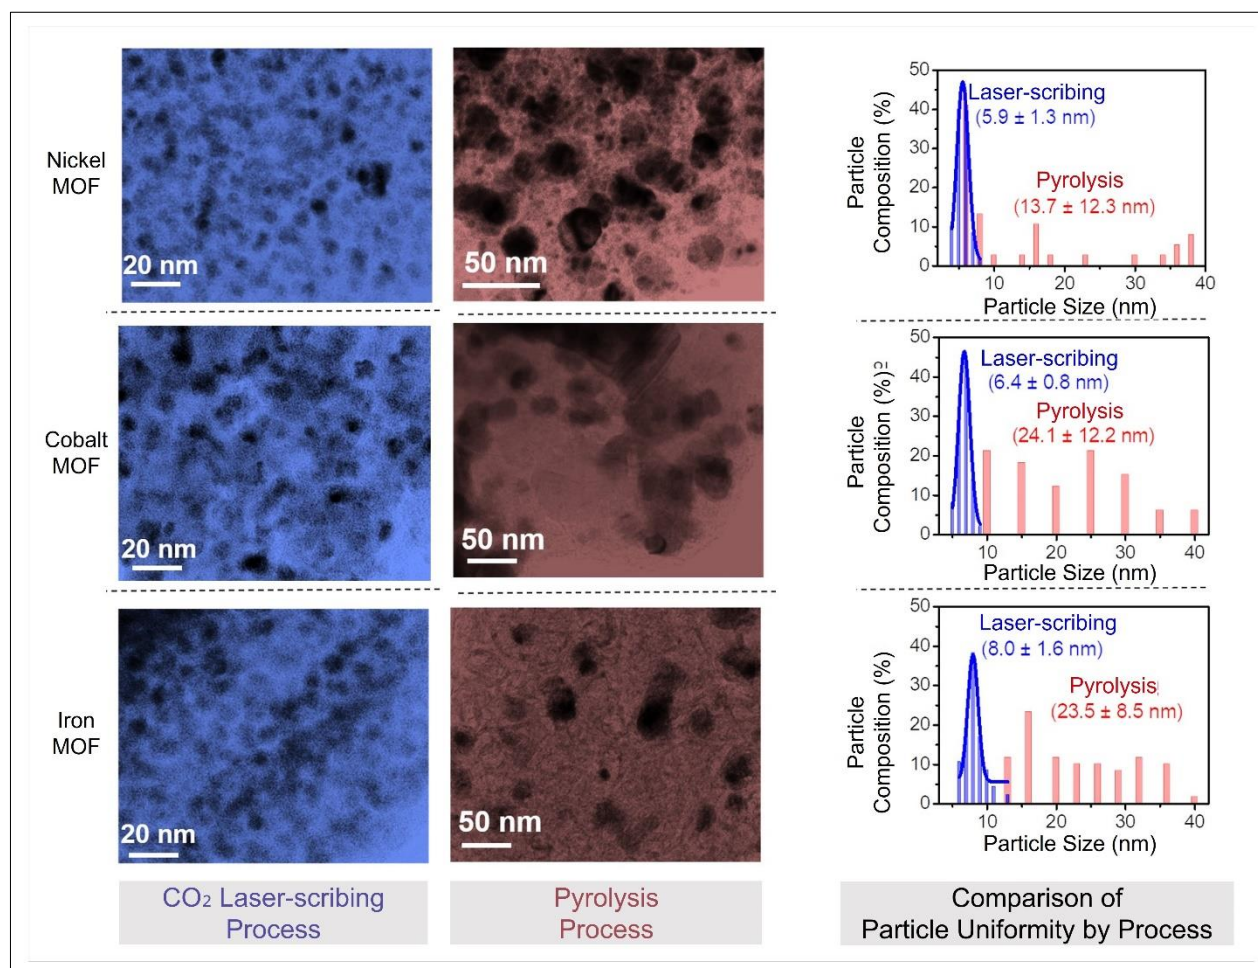 Nickel
MOF
20 nm
50 nm
50
40
30
20
10
0
Particle
Composition (%)
Laser-scribing
(5.9 ± 1.3 nm)
Pyrolysis
(13.7 ± 12.3 nm)
10
20
30
40
Particle Size (nm)
Cobalt
MOF
20 nm
50 nm
50
40
30
20
10
0
Particle
Composition (%)
Laser-scribing
(6.4 ± 0.8 nm)
Pyrolysis
(24.1 ± 12.2 nm)
10
20
30
40
Particle Size (nm)
Iron
MOF
20 nm
50 nm
50
40
30
20
10
0
Particle
Composition (%)
Laser-scribing
(8.0 ± 1.6 nm)
Pyrolysis
(23.5 ± 8.5 nm)
10
20
30
40
Particle Size (nm)
CO₂ Laser-scribing
Process
Pyrolysis
Process
Comparison of
Particle Uniformity by Process